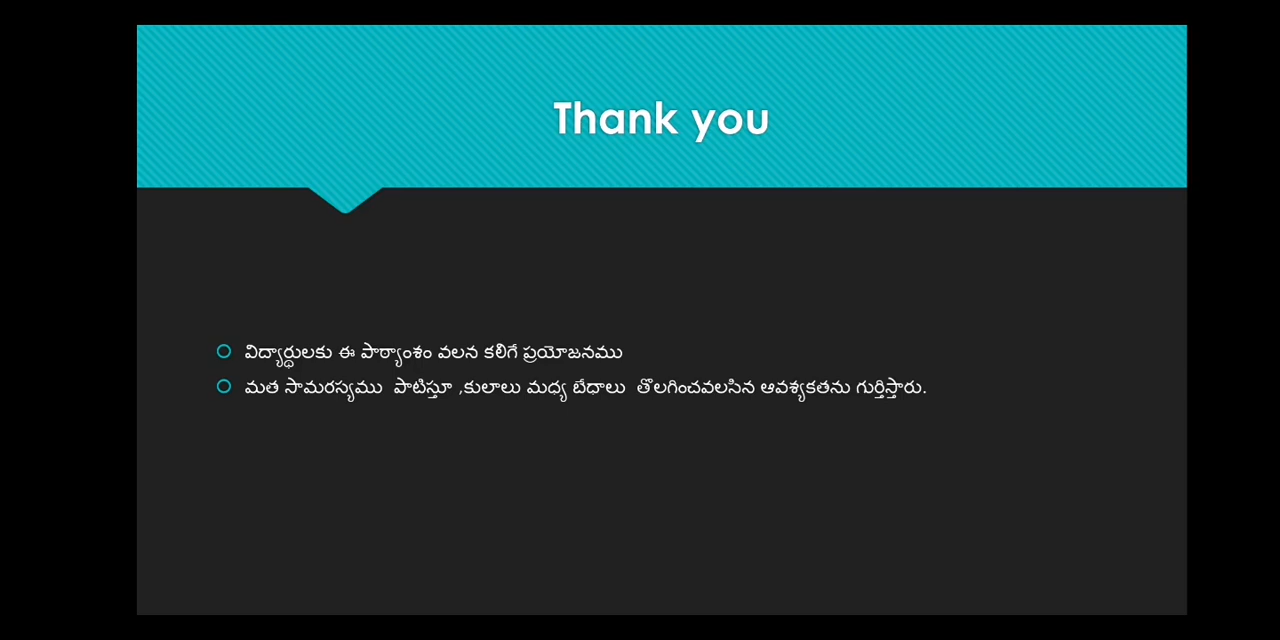 Thank you
విద్యార్థులకు ఈ పాఠ్యాంశం వలన కలిగే ప్రయోజనము
మత సామరస్యము పాటిస్తూ ,కులాలు మధ్య బేధాలు తొలగించవలసిన ఆవశ్యకతను గుర్తిస్తారు.